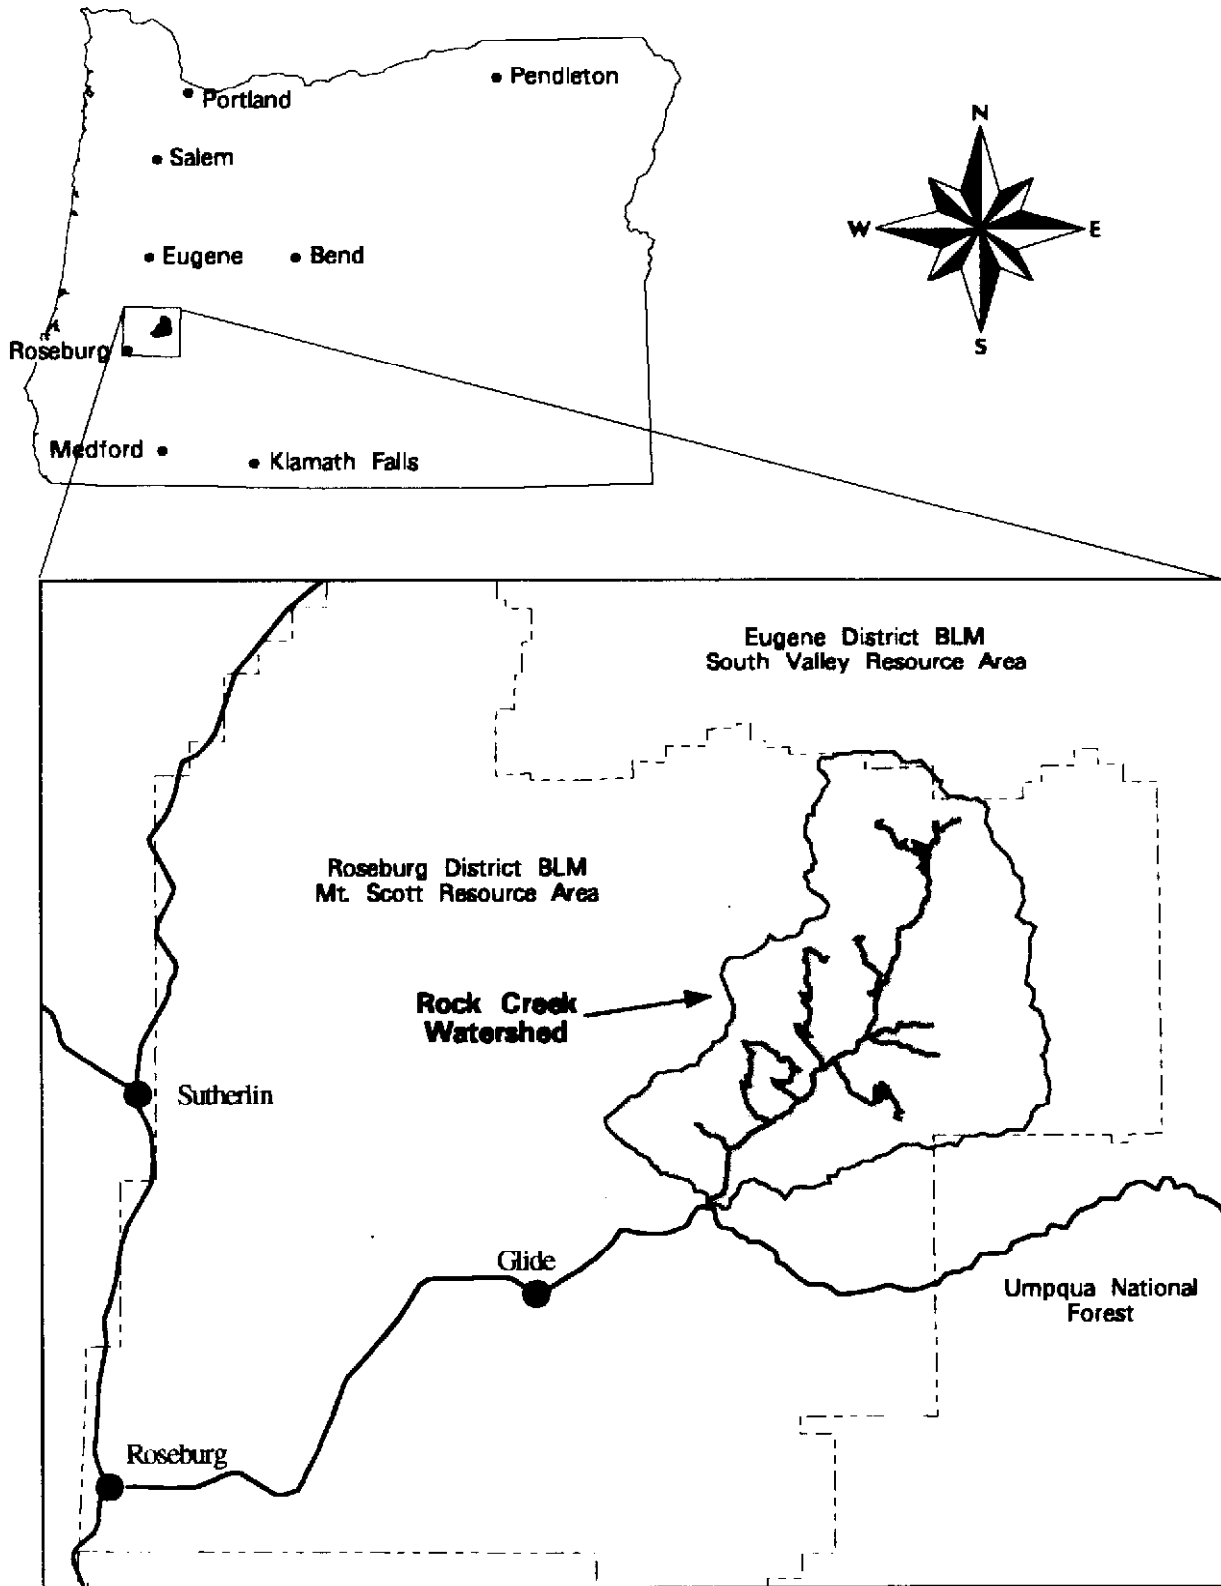 Pendleton
Portland
Salem
Eugene
Bend
Roseburg
Medford
Klamath Falls
N
W
E
S
Eugene District BLM
South Valley Resource Area
Roseburg District BLM
Mt. Scott Resource Area
Rock Creek
Watershed
Sutherlin
Glide
Umpqua National
Forest
Roseburg